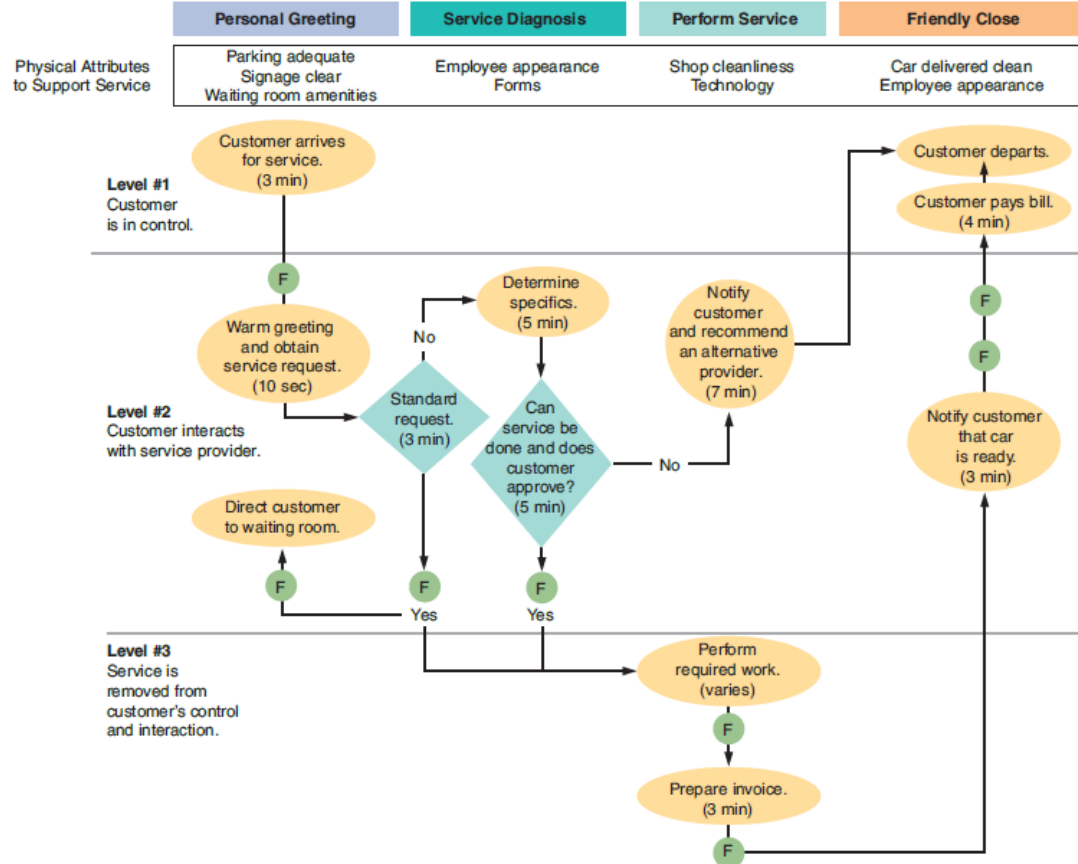 Personal Greeting
Service Diagnosis
Perform Service
Friendly Close
Physical Attributes
to Support Service
Parking adequate
Signage clear
Waiting room amenities
Employee appearance
Forms
Shop cleanliness
Technology
Car delivered clean
Employee appearance
Level #1
Customer
is in control.
Customer arrives
for service.
(3 min)
Customer departs.
Customer pays bill.
(4 min)
F
Level #2
Customer interacts
with service provider.
Warm greeting
and obtain
service request.
(10 sec)
No
Standard
request.
(3 min)
Determine
specifics.
(5 min)
Can
service be
done and does
customer
approve?
(5 min)
No
Notify
customer
and recommend
an alternative
provider.
(7 min)
F
F
Notify customer
that car
is ready.
(3 min)
Direct customer
to waiting room.
F
F
Yes
F
Yes
Level #3
Service is
removed from
customer's control
and interaction.
Perform
required work.
(varies)
F
Prepare invoice.
(3 min)
F